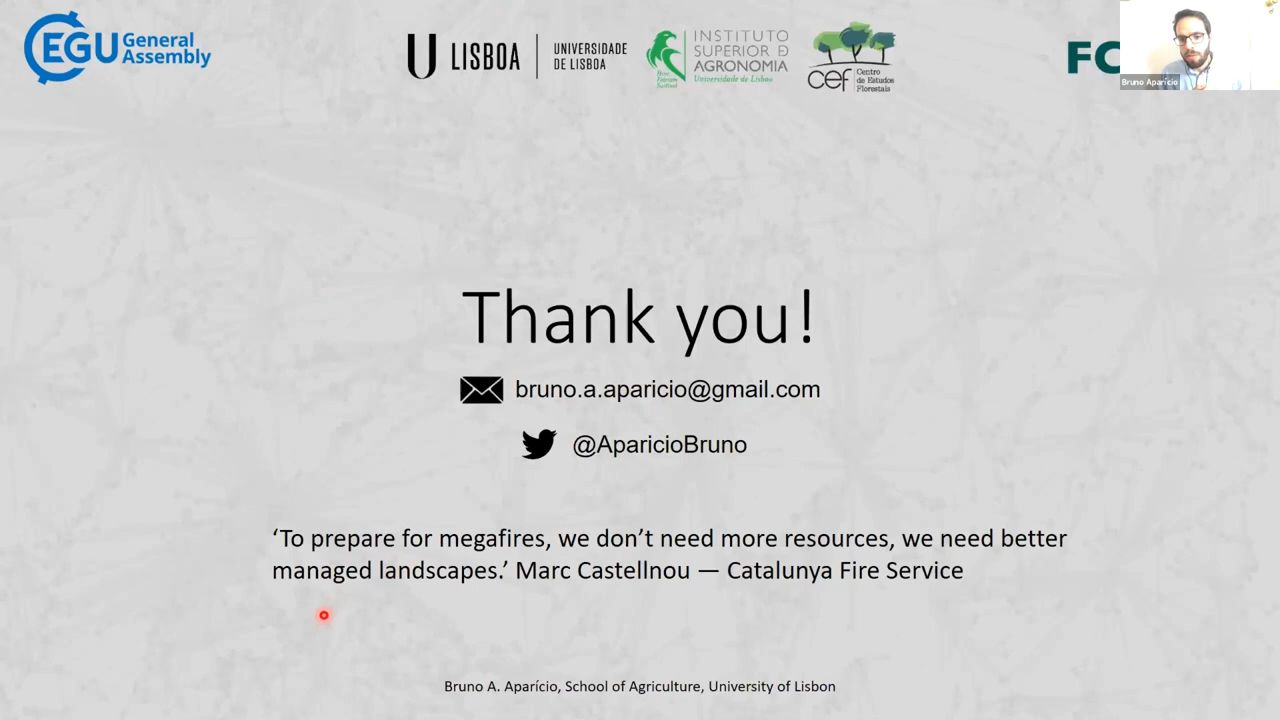 EGU General
Assembly
U LISBOA | UNIVERSIDADE
DE LISBOA
INSTITUTO
SUPERIOR D
AGRONOMIA
Universidade de Lisboa
cef Centro
de Estudos
Florestais
FC
Bruno Aparício
Thank you!
bruno.a.aparicio@gmail.com
@AparicioBruno
‘To prepare for megafires, we don’t need more resources, we need better
managed landscapes.’ Marc Castellnou — Catalunya Fire Service
Bruno A. Aparício, School of Agriculture, University of Lisbon